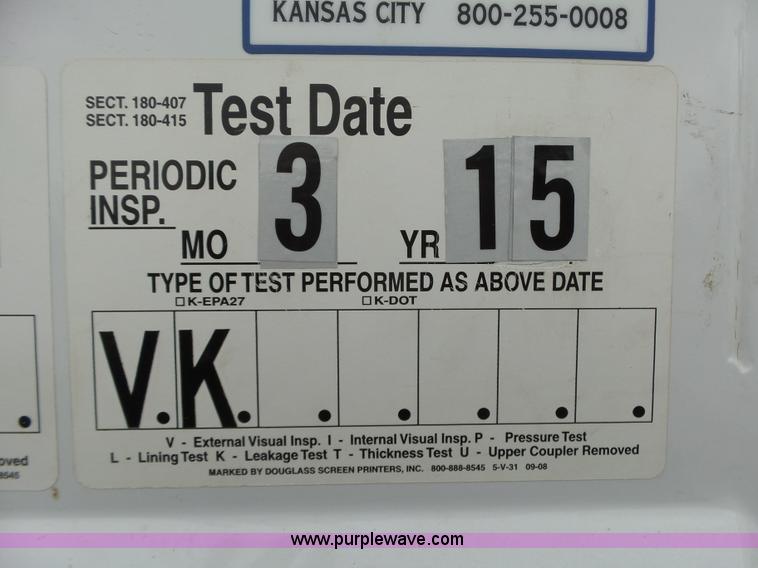 KANSAS CITY 800-255-0008
SECT. 180-407
SECT. 180-415
Test Date
PERIODIC
INSP.
MO 3 YR 15
TYPE OF TEST PERFORMED AS ABOVE DATE
☐ K-EPA27 ☐ K-DOT
V. K. . . . . .
V - External Visual Insp. I - Internal Visual Insp. P - Pressure Test
L - Lining Test K - Leakage Test T - Thickness Test U - Upper Coupler Removed
MARKED BY DOUGLASS SCREEN PRINTERS, INC. 800-888-8545 5-V-31 09-08
oved
8545
www.purplewave.com